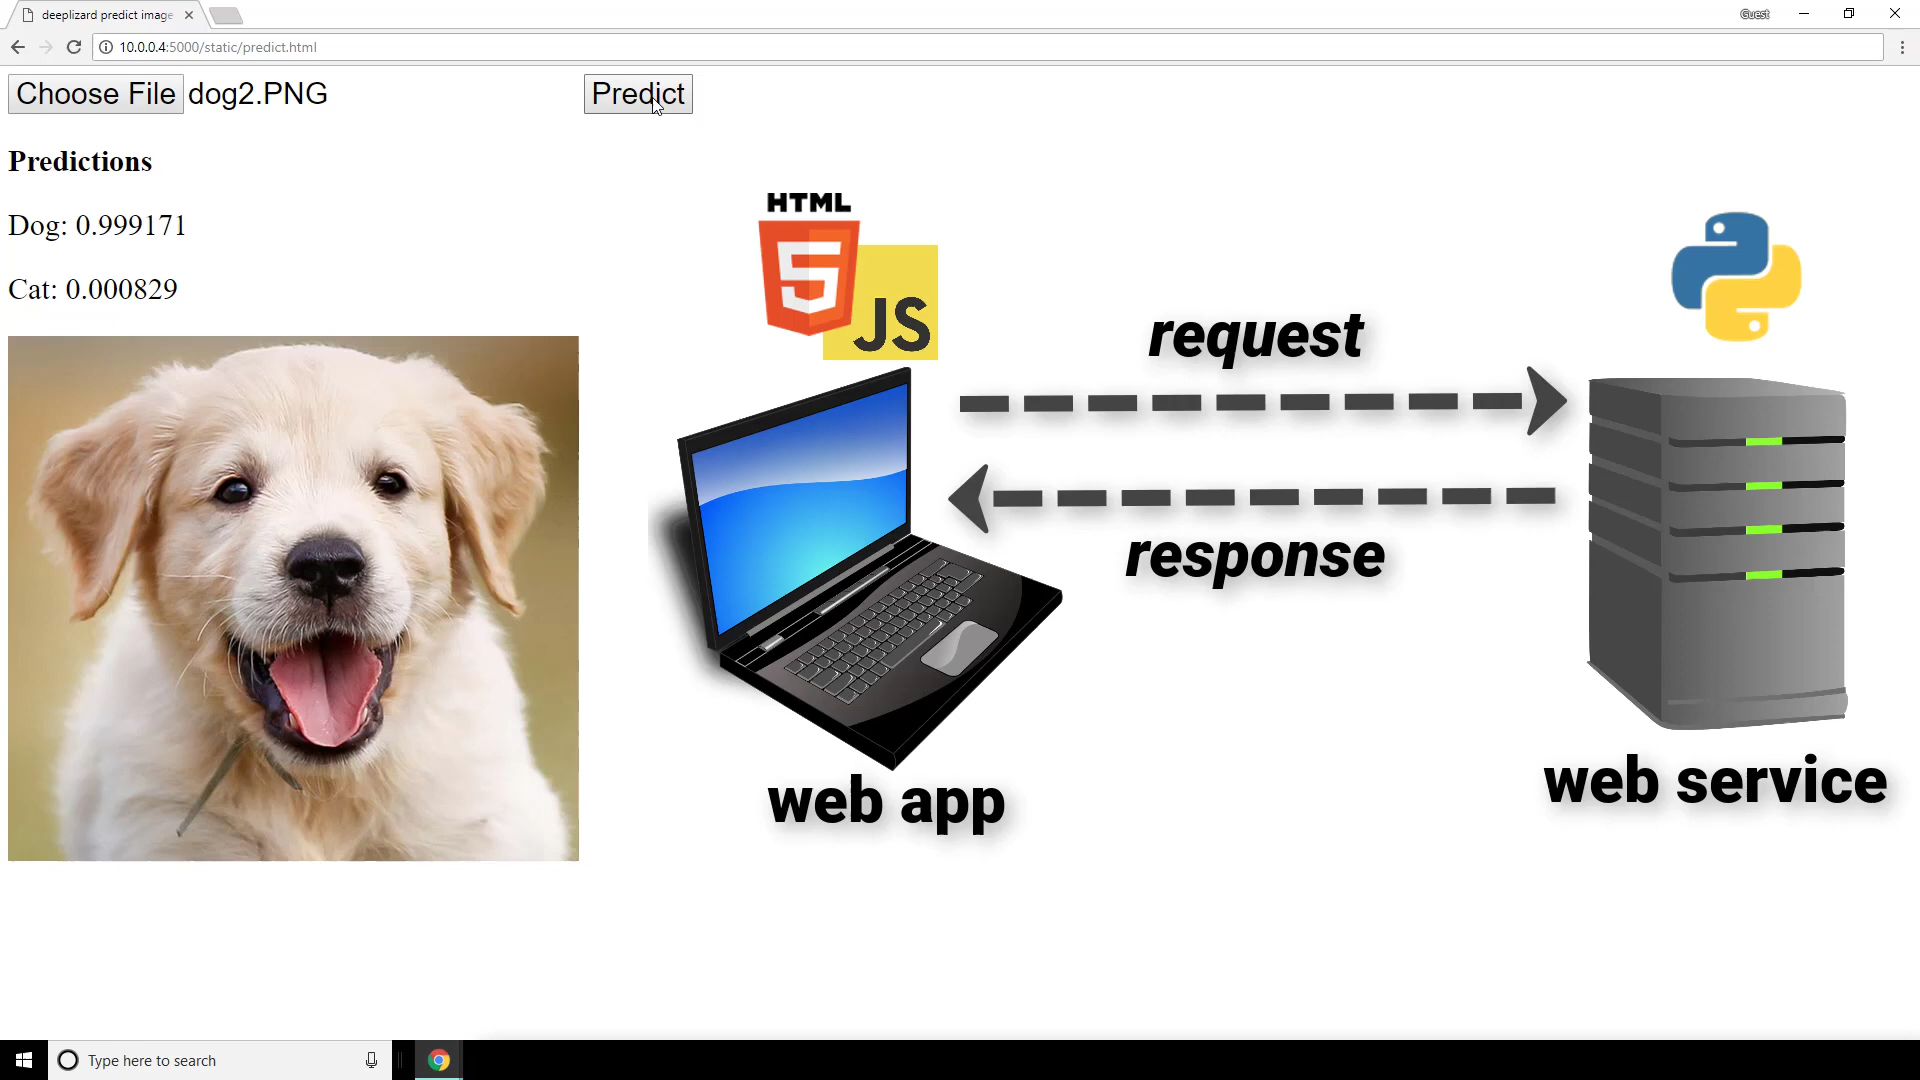 deeplizard predict image
Guest
10.0.0.4:5000/static/predict.html
Choose File dog2.PNG
Predict
Predictions
Dog: 0.999171
Cat: 0.000829
HTML
5
JS
request
response
web app
web service
Type here to search